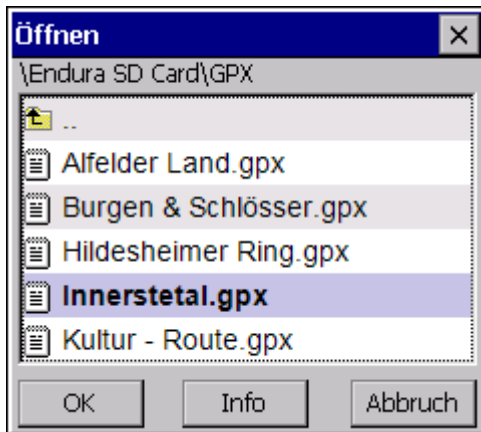 Öffnen
\Endura SD Card\GPX
..
Alfelder Land.gpx
Burgen & Schlösser.gpx
Hildesheimer Ring.gpx
Innerstetal.gpx
Kultur - Route.gpx
OK Info Abbruch